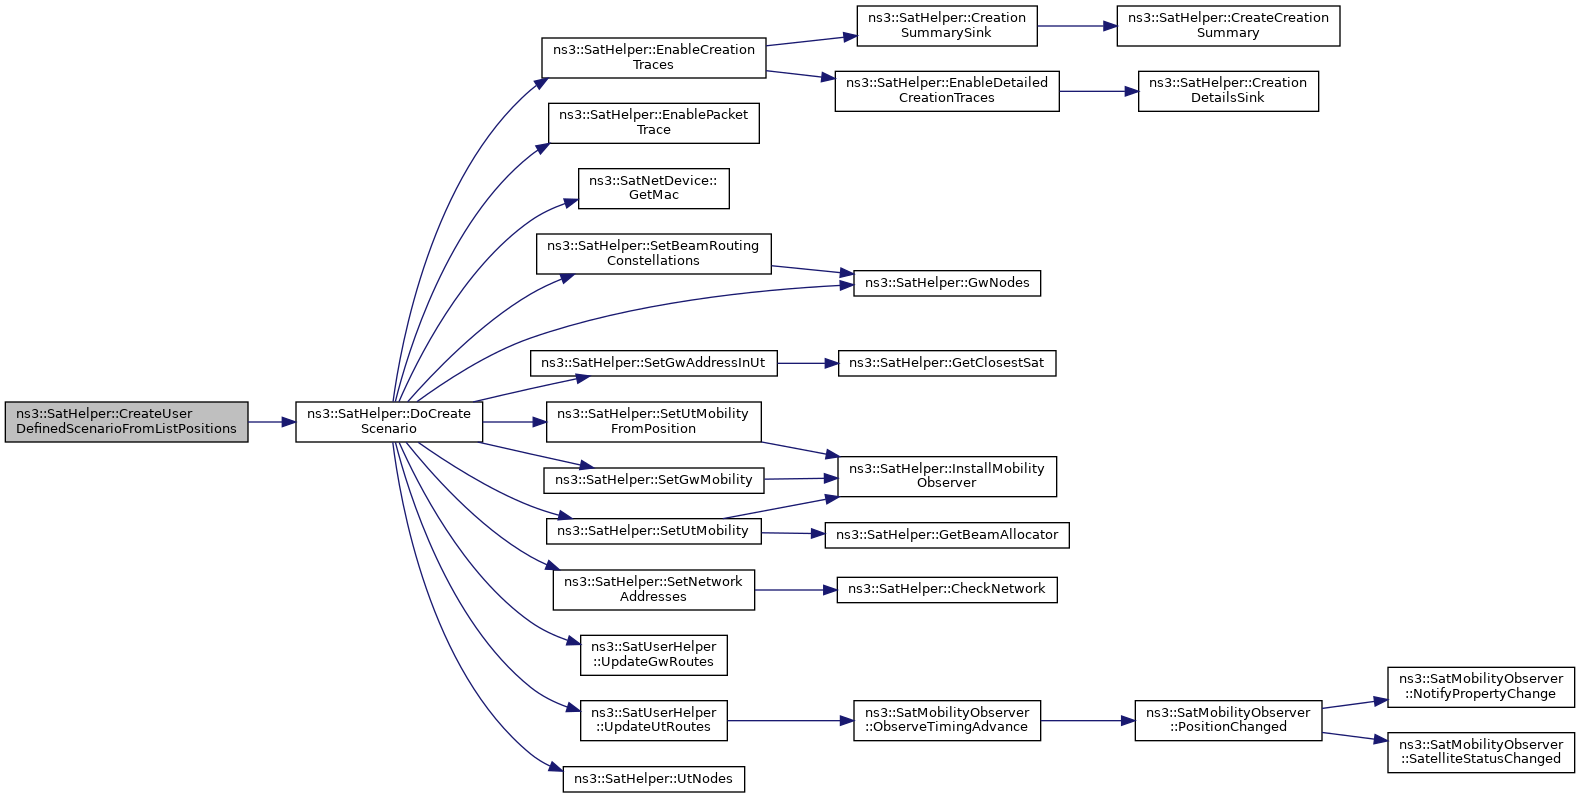 ns3::SatHelper::CreateUser
DefinedScenarioFromListPositions
ns3::SatHelper::DoCreate
Scenario
ns3::SatHelper::EnableCreation
Traces
ns3::SatHelper::Creation
SummarySink
ns3::SatHelper::CreateCreation
Summary
ns3::SatHelper::EnableDetailed
CreationTraces
ns3::SatHelper::Creation
DetailsSink
ns3::SatHelper::EnablePacket
Trace
ns3::SatNetDevice::
GetMac
ns3::SatHelper::SetBeamRouting
Constellations
ns3::SatHelper::GwNodes
ns3::SatHelper::SetGwAddressInUt
ns3::SatHelper::GetClosestSat
ns3::SatHelper::SetUtMobility
FromPosition
ns3::SatHelper::InstallMobility
Observer
ns3::SatHelper::SetGwMobility
ns3::SatHelper::SetUtMobility
ns3::SatHelper::GetBeamAllocator
ns3::SatHelper::SetNetwork
Addresses
ns3::SatHelper::CheckNetwork
ns3::SatUserHelper
::UpdateGwRoutes
ns3::SatUserHelper
::UpdateUtRoutes
ns3::SatMobilityObserver
::ObserveTimingAdvance
ns3::SatMobilityObserver
::PositionChanged
ns3::SatMobilityObserver
::NotifyPropertyChange
ns3::SatMobilityObserver
::SatelliteStatusChanged
ns3::SatHelper::UtNodes